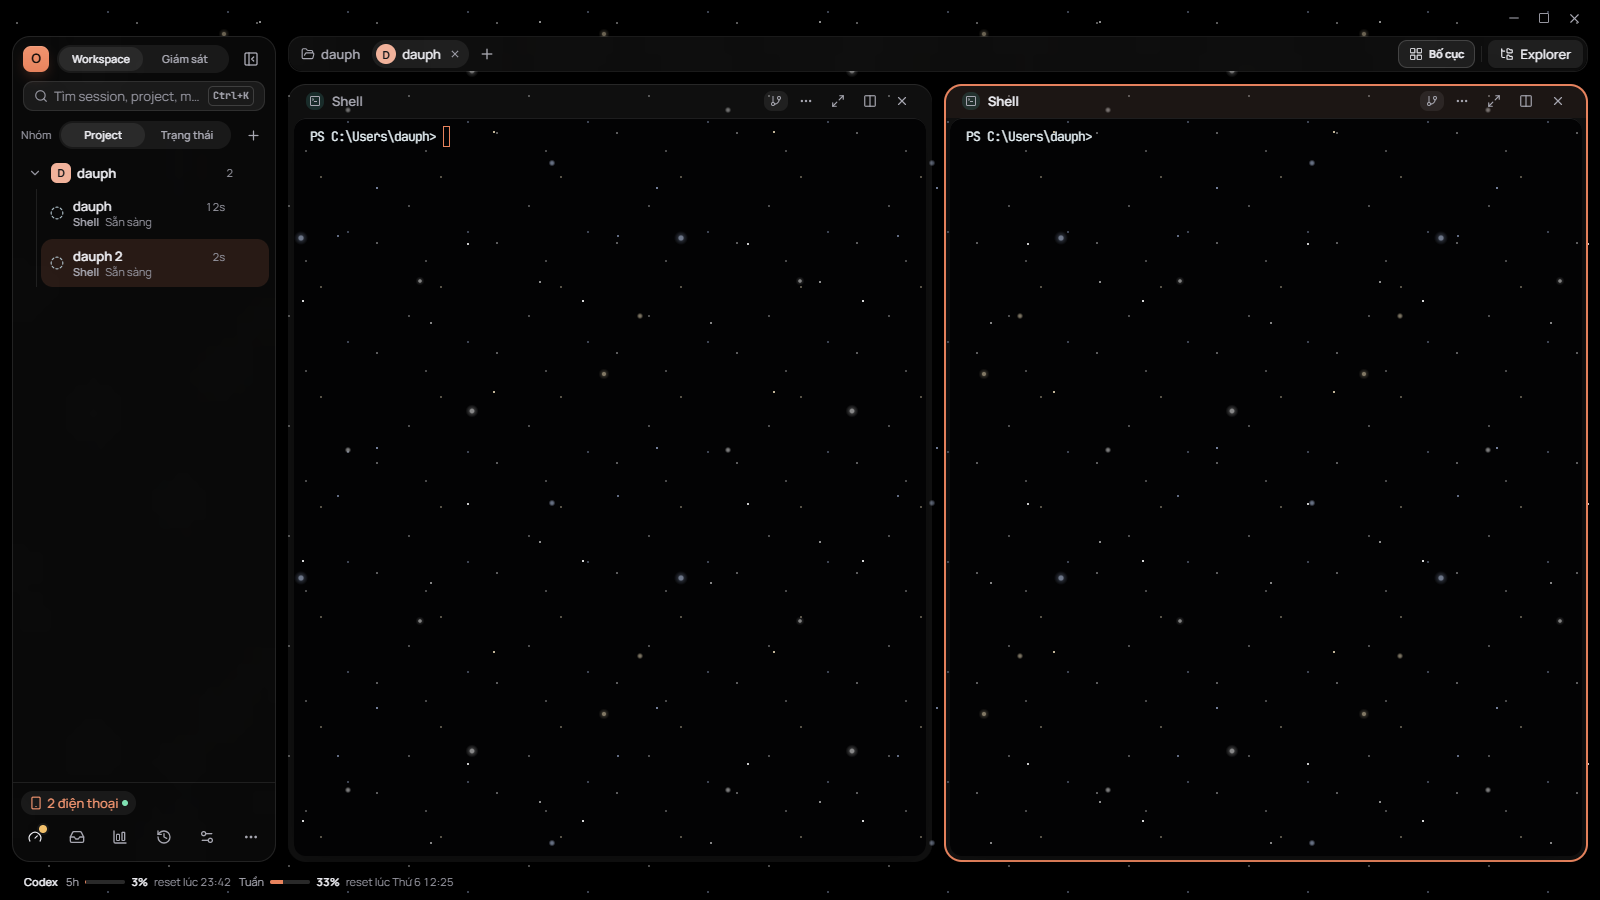 O Workspace Giám sát
Tìm session, project, m... Ctrl+K
Nhóm Project Trạng thái
D dauph 2
dauph 12s
Shell Sẵn sàng
dauph 2 2s
Shell Sẵn sàng
2 điện thoại
dauph D dauph
Bố cục Explorer
Shell
PS C:\Users\dauph>
Shell
PS C:\Users\dauph>
Codex 5h 3% reset lúc 23:42 Tuần 33% reset lúc Thứ 6 12:25